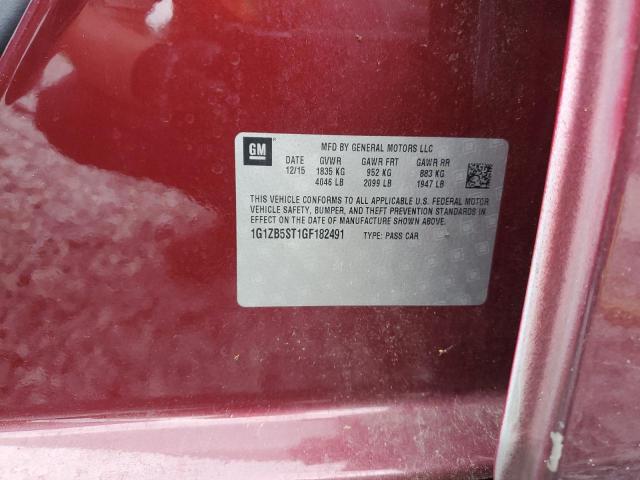 GM
MFD BY GENERAL MOTORS LLC
DATE GVWR GAWR FRT GAWR RR
12/15 1835 KG 952 KG 883 KG
4046 LB 2099 LB 1947 LB
THIS VEHICLE CONFORMS TO ALL APPLICABLE U.S. FEDERAL MOTOR
VEHICLE SAFETY, BUMPER, AND THEFT PREVENTION STANDARDS IN
EFFECT ON THE DATE OF MANUFACTURE SHOWN ABOVE.
1G1ZB5ST1GF182491 TYPE: PASS CAR